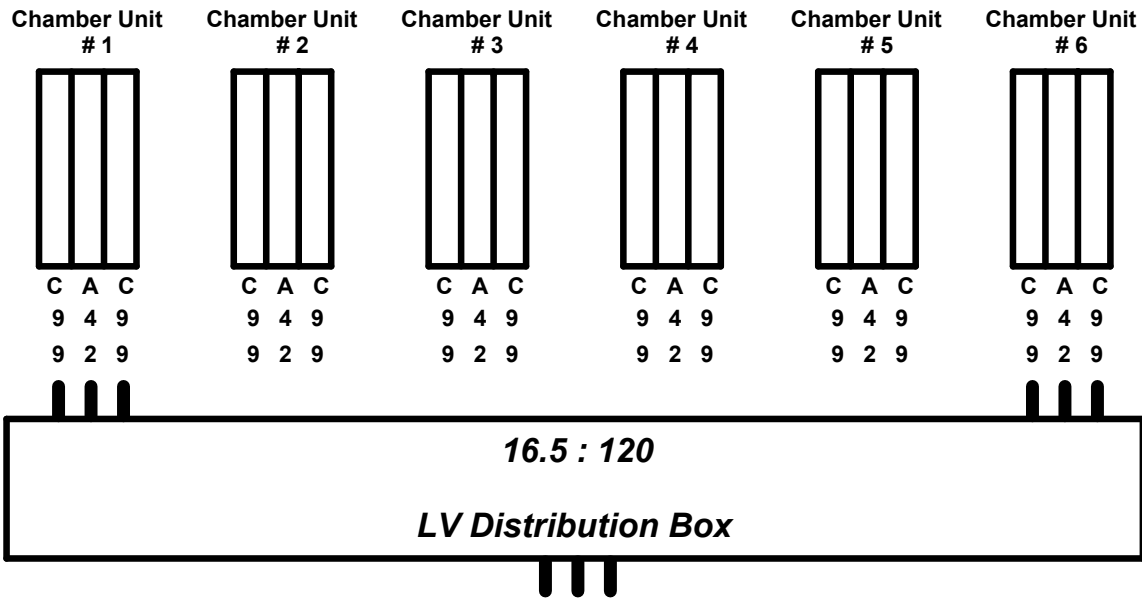 Chamber Unit # 1
Chamber Unit # 2
Chamber Unit # 3
Chamber Unit # 4
Chamber Unit # 5
Chamber Unit # 6
C A C
9 4 9
9 2 9
C A C
9 4 9
9 2 9
C A C
9 4 9
9 2 9
C A C
9 4 9
9 2 9
C A C
9 4 9
9 2 9
C A C
9 4 9
9 2 9
16.5 : 120
LV Distribution Box